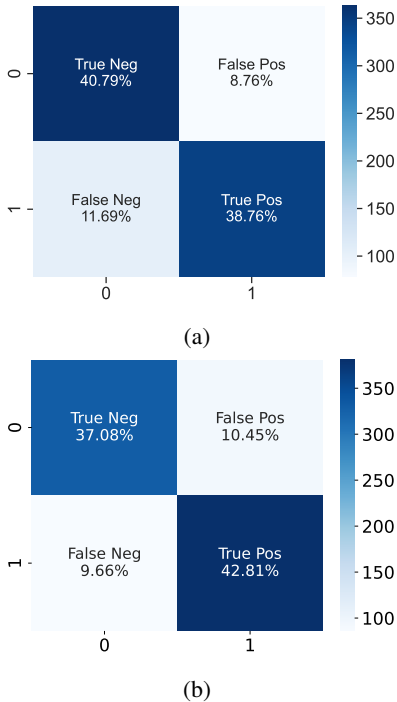 0
True Neg
40.79%
False Pos
8.76%
1
False Neg
11.69%
True Pos
38.76%
0
1
350
300
250
200
150
100
(a)
0
True Neg
37.08%
False Pos
10.45%
1
False Neg
9.66%
True Pos
42.81%
0
1
350
300
250
200
150
100
(b)